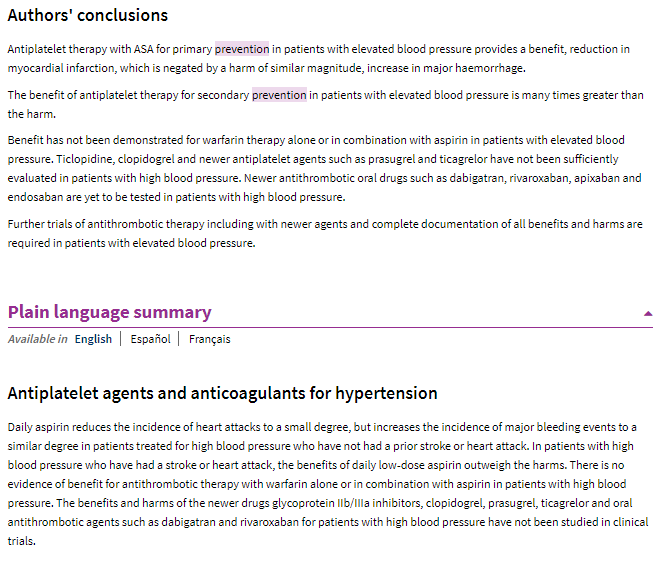 Authors' conclusions
Antiplatelet therapy with ASA for primary prevention in patients with elevated blood pressure provides a benefit, reduction in
myocardial infarction, which is negated by a harm of similar magnitude, increase in major haemorrhage.
The benefit of antiplatelet therapy for secondary prevention in patients with elevated blood pressure is many times greater than
the harm.
Benefit has not been demonstrated for warfarin therapy alone or in combination with aspirin in patients with elevated blood
pressure. Ticlopidine, clopidogrel and newer antiplatelet agents such as prasugrel and ticagrelor have not been sufficiently
evaluated in patients with high blood pressure. Newer antithrombotic oral drugs such as dabigatran, rivaroxaban, apixaban and
endosaban are yet to be tested in patients with high blood pressure.
Further trials of antithrombotic therapy including with newer agents and complete documentation of all benefits and harms are
required in patients with elevated blood pressure.
Plain language summary
Available in English | Español | Français
Antiplatelet agents and anticoagulants for hypertension
Daily aspirin reduces the incidence of heart attacks to a small degree, but increases the incidence of major bleeding events to a
similar degree in patients treated for high blood pressure who have not had a prior stroke or heart attack. In patients with high
blood pressure who have had a stroke or heart attack, the benefits of daily low-dose aspirin outweigh the harms. There is no
evidence of benefit for antithrombotic therapy with warfarin alone or in combination with aspirin in patients with high blood
pressure. The benefits and harms of the newer drugs glycoprotein IIb/IIIa inhibitors, clopidogrel, prasugrel, ticagrelor and oral
antithrombotic agents such as dabigatran and rivaroxaban for patients with high blood pressure have not been studied in clinical
trials.